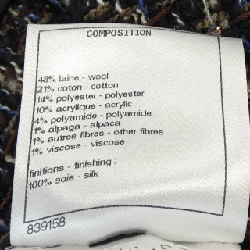 COMPOSITION
48% laine - wool
21% coton - cotton
14% polyester - polyester
10% acrylique - acrylic
4% polyamide - polyamide
1% alpaga - alpaca
1% autres fibres - other fibres
1% viscose - viscose
finitions - finishing :
100% soie - silk
839158